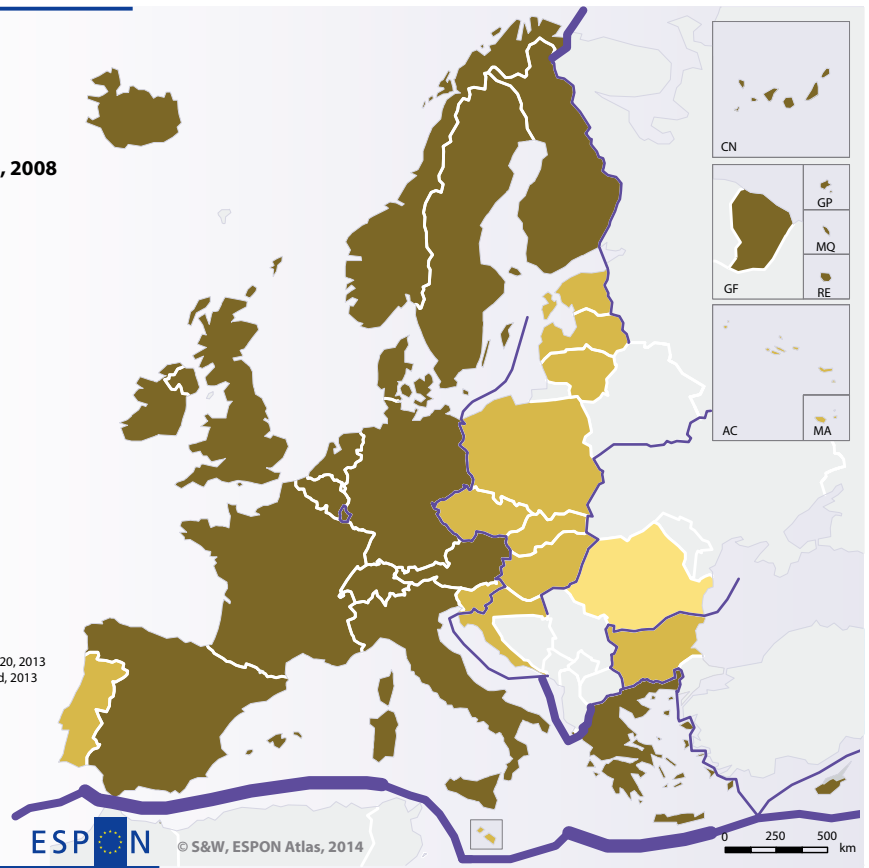 , 2008
CN
GP
MQ
GF
RE
AC
MA
20, 2013
d, 2013
0 250 500
km
ESPON
© S&W, ESPON Atlas, 2014